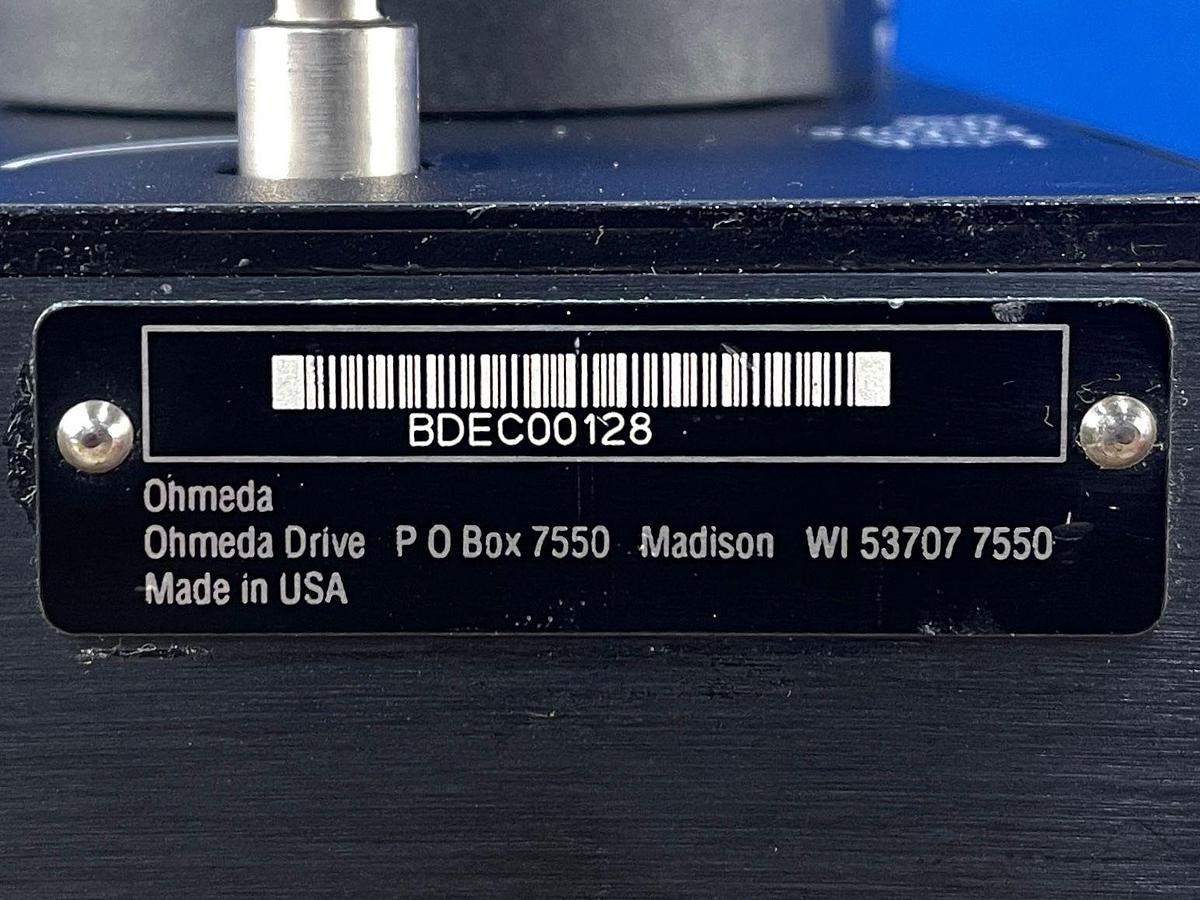 BDEC00128
Ohmeda
Ohmeda Drive P O Box 7550 Madison WI 53707 7550
Made in USA